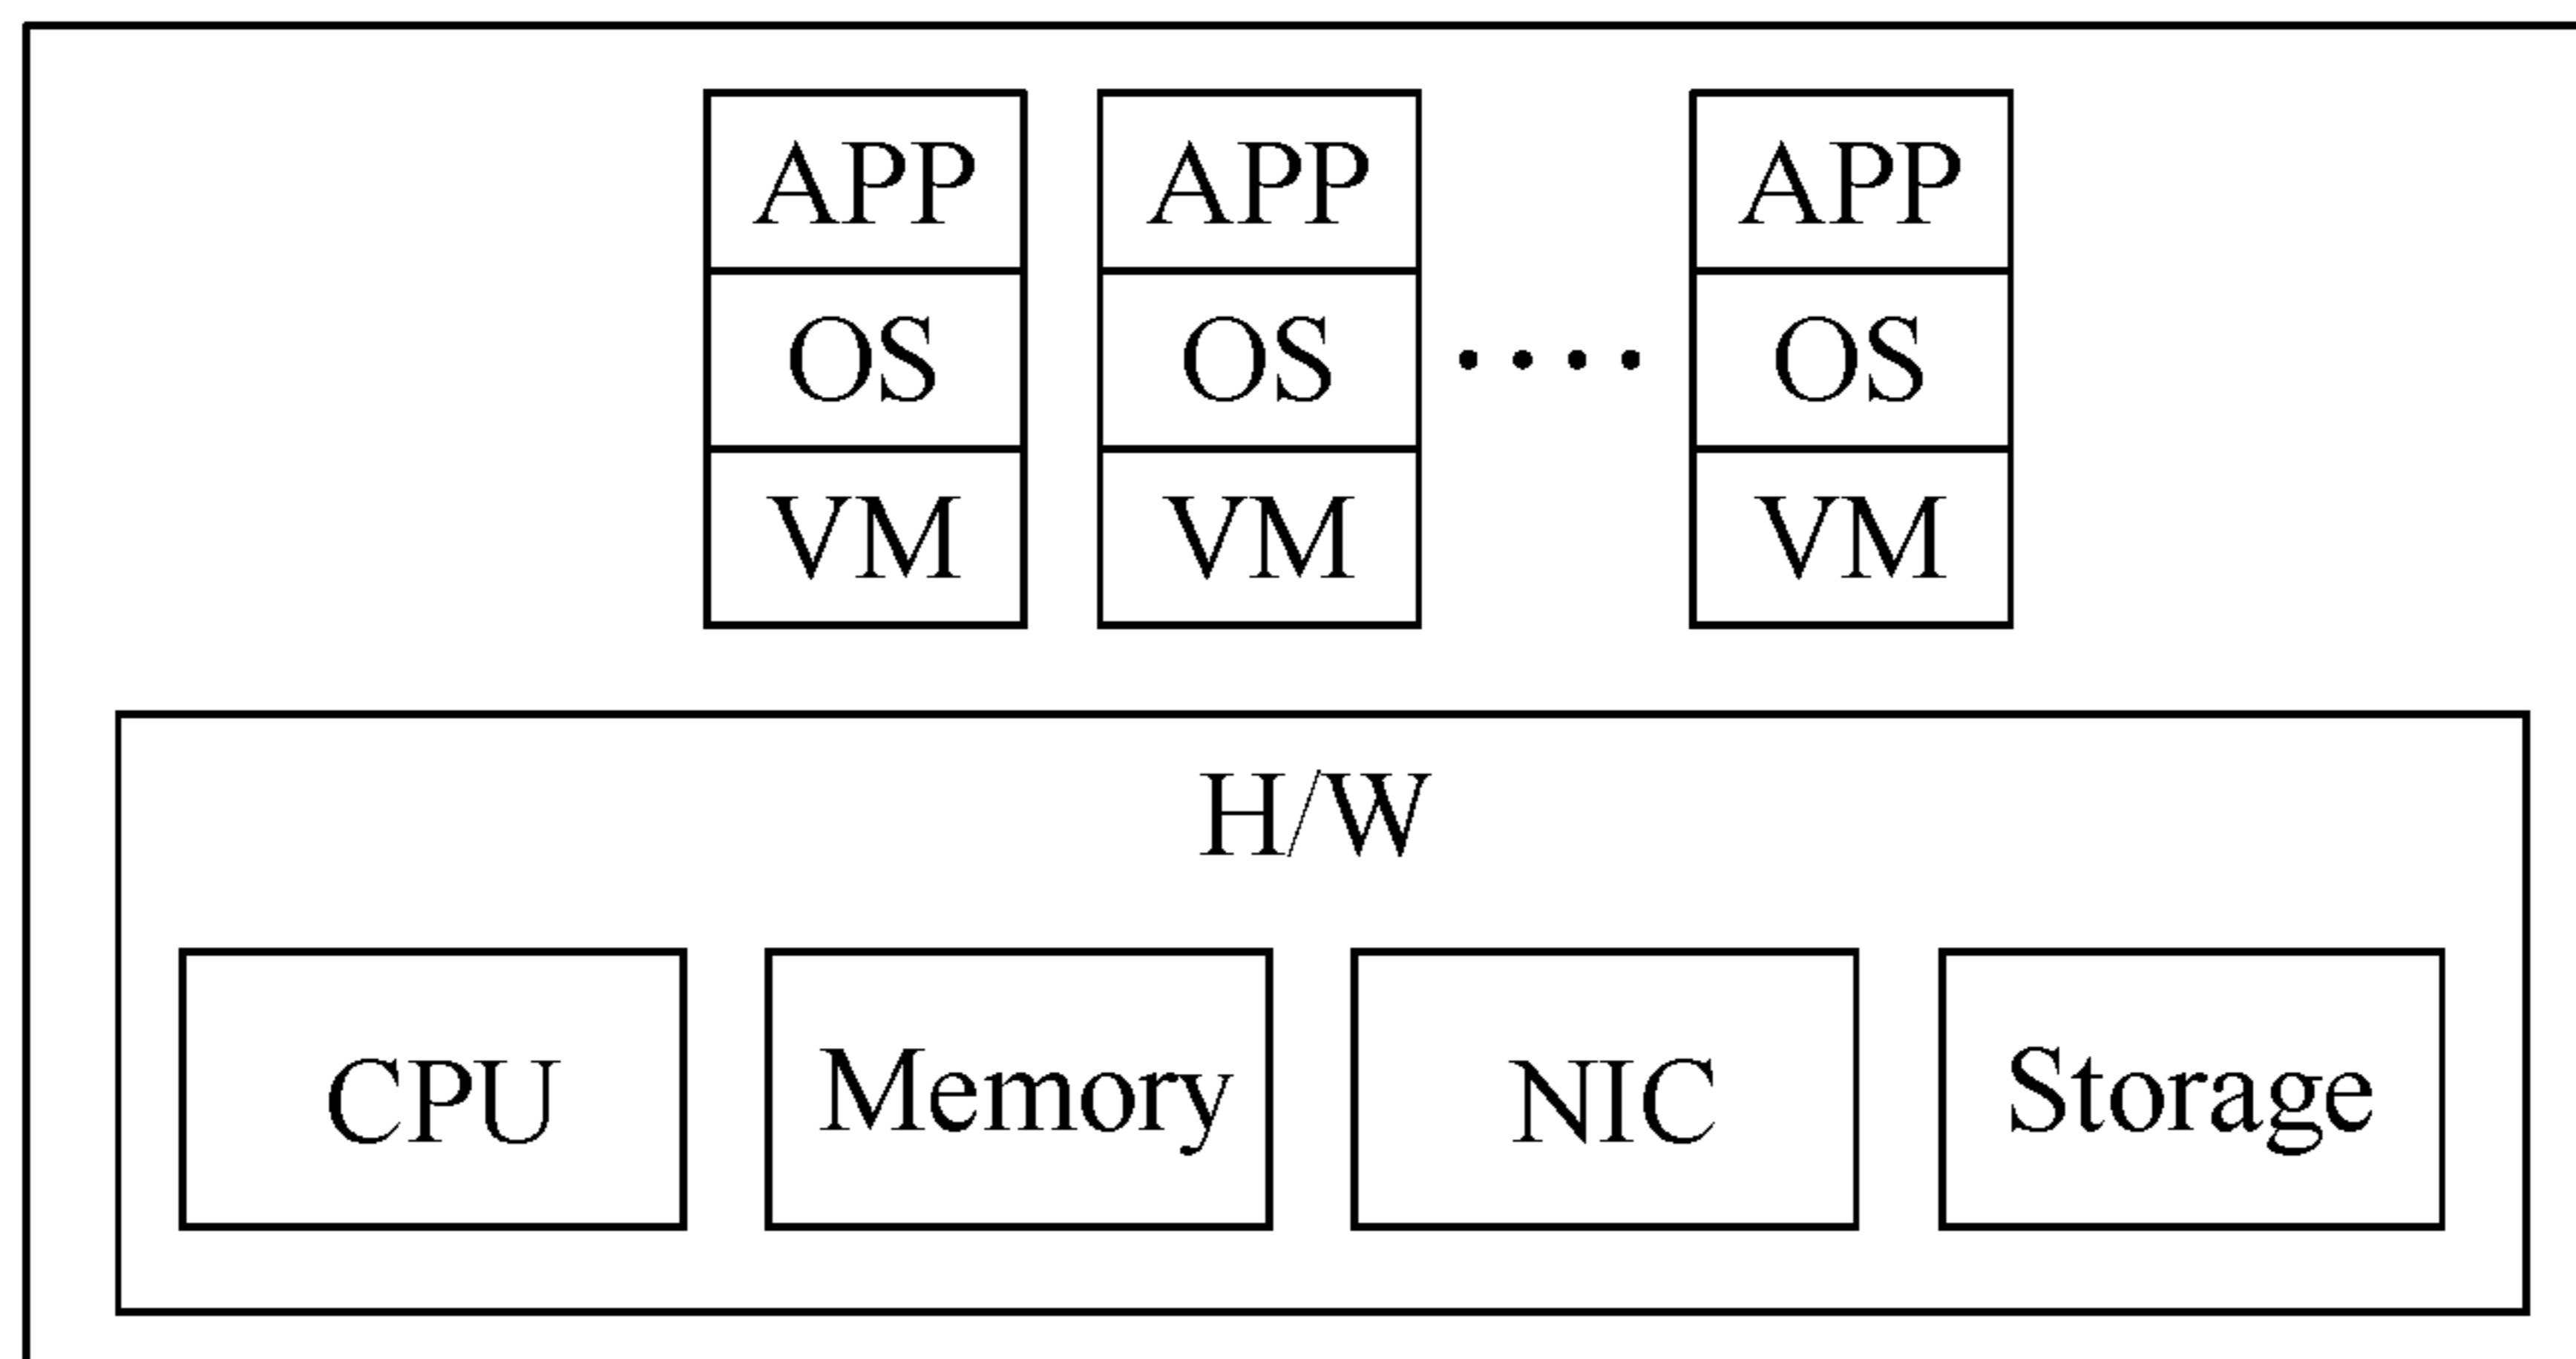 APP APP APP
OS OS .... OS
VM VM VM
H/W
CPU Memory NIC Storage